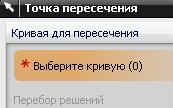 Точка пересечения
Кривая для пересечения
* Выберите кривую (0)
Перебор решений